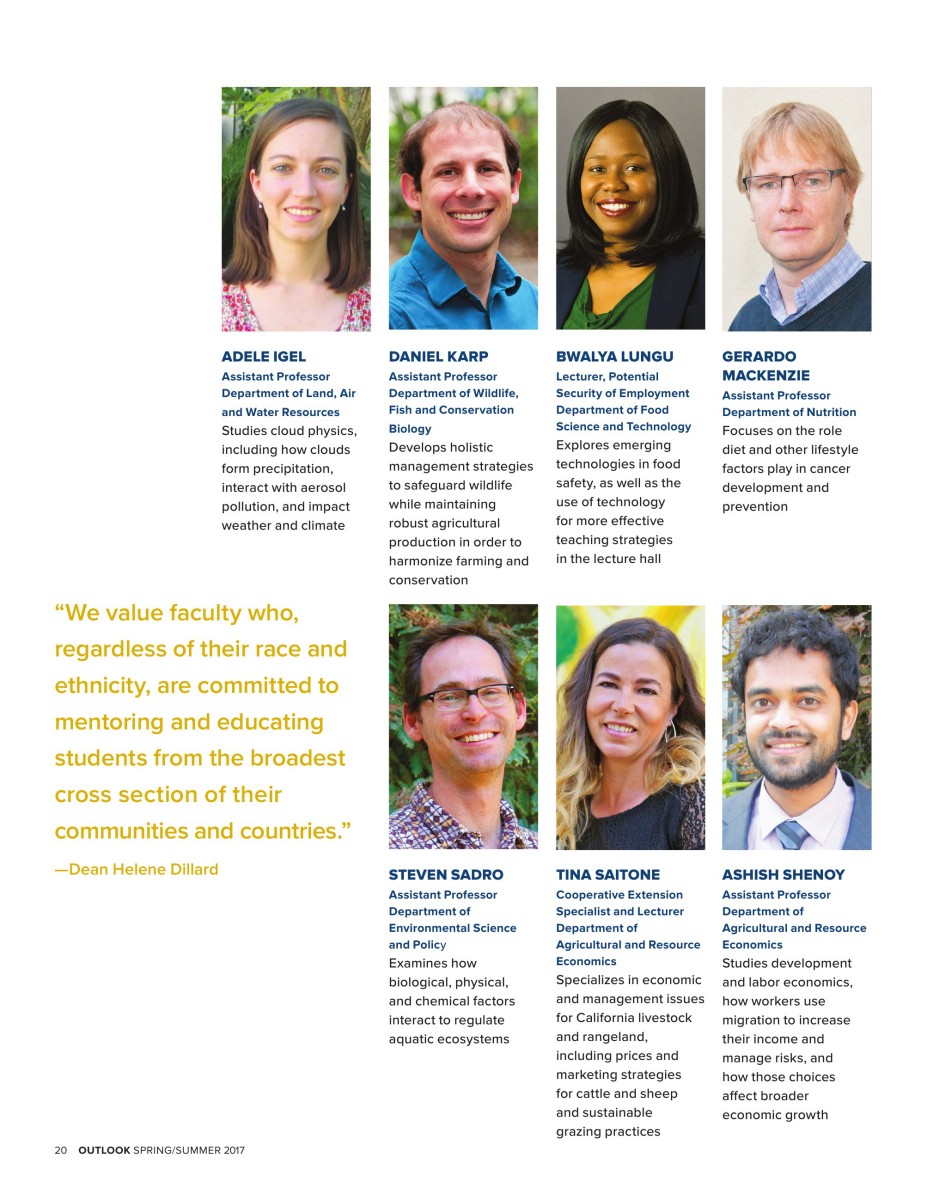 ADELE IGEL
Assistant Professor
Department of Land, Air
and Water Resources
Studies cloud physics,
including how clouds
form precipitation,
interact with aerosol
pollution, and impact
weather and climate
DANIEL KARP
Assistant Professor
Department of Wildlife,
Fish and Conservation
Biology
Develops holistic
management strategies
to safeguard wildlife
while maintaining
robust agricultural
production in order to
harmonize farming and
conservation
BWALYA LUNGU
Lecturer, Potential
Security of Employment
Department of Food
Science and Technology
Explores emerging
technologies in food
safety, as well as the
use of technology
for more effective
teaching strategies
in the lecture hall
GERARDO
MACKENZIE
Assistant Professor
Department of Nutrition
Focuses on the role
diet and other lifestyle
factors play in cancer
development and
prevention
“We value faculty who,
regardless of their race and
ethnicity, are committed to
mentoring and educating
students from the broadest
cross section of their
communities and countries.”
—Dean Helene Dillard
STEVEN SADRO
Assistant Professor
Department of
Environmental Science
and Policy
Examines how
biological, physical,
and chemical factors
interact to regulate
aquatic ecosystems
TINA SAITONE
Cooperative Extension
Specialist and Lecturer
Department of
Agricultural and Resource
Economics
Specializes in economic
and management issues
for California livestock
and rangeland,
including prices and
marketing strategies
for cattle and sheep
and sustainable
grazing practices
ASHISH SHENOY
Assistant Professor
Department of
Agricultural and Resource
Economics
Studies development
and labor economics,
how workers use
migration to increase
their income and
manage risks, and
how those choices
affect broader
economic growth
20 OUTLOOK SPRING/SUMMER 2017